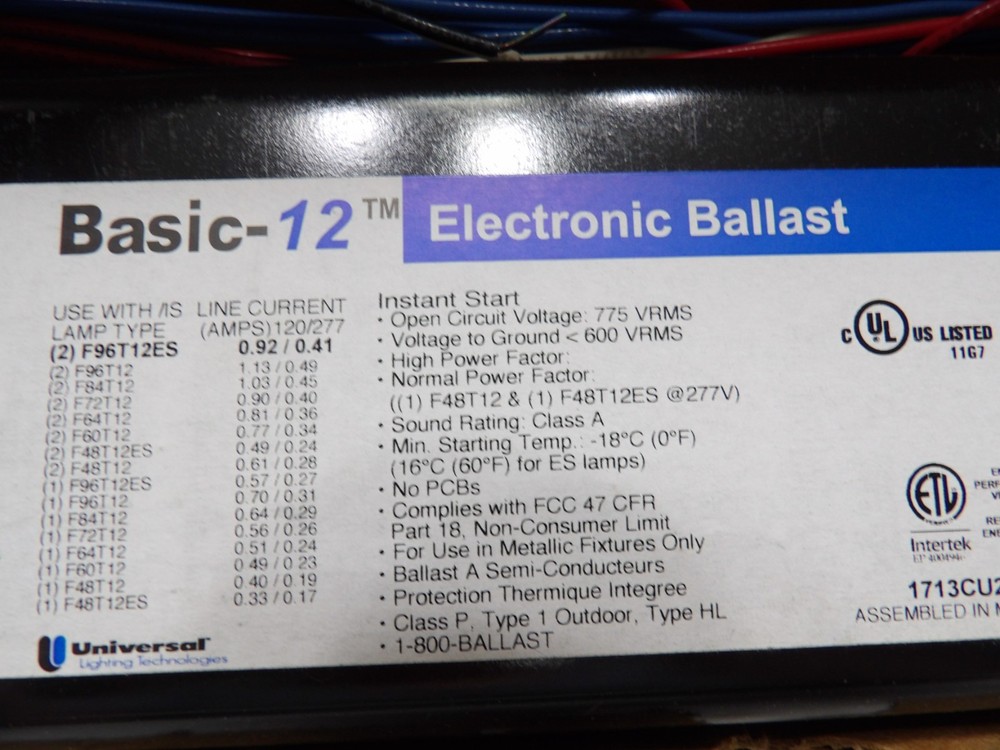 Basic-12™ Electronic Ballast
USE WITH /IS LINE CURRENT
LAMP TYPE (AMPS)120/277
(2) F96T12ES 0.92 / 0.41
(2) F96T12 1.13 / 0.49
(2) F84T12 1.03 / 0.45
(2) F72T12 0.90 / 0.40
(2) F64T12 0.81 / 0.36
(2) F60T12 0.77 / 0.34
(2) F48T12ES 0.49 / 0.24
(2) F48T12 0.61 / 0.28
(1) F96T12ES 0.57 / 0.27
(1) F96T12 0.70 / 0.31
(1) F84T12 0.64 / 0.29
(1) F72T12 0.56 / 0.26
(1) F64T12 0.51 / 0.24
(1) F60T12 0.49 / 0.23
(1) F48T12 0.40 / 0.19
(1) F48T12ES 0.33 / 0.17
Universal
Lighting Technologies
Instant Start
• Open Circuit Voltage: 775 VRMS
• Voltage to Ground < 600 VRMS
• High Power Factor:
• Normal Power Factor:
((1) F48T12 & (1) F48T12ES @277V)
• Sound Rating: Class A
• Min. Starting Temp.: -18°C (0°F)
(16°C (60°F) for ES lamps)
• No PCBs
• Complies with FCC 47 CFR
Part 18, Non-Consumer Limit
• For Use in Metallic Fixtures Only
• Ballast A Semi-Conducteurs
• Protection Thermique Integree
• Class P, Type 1 Outdoor, Type HL
• 1-800-BALLAST
C UL US LISTED
11G7
ETL
Intertek
1713CU2
ASSEMBLED IN